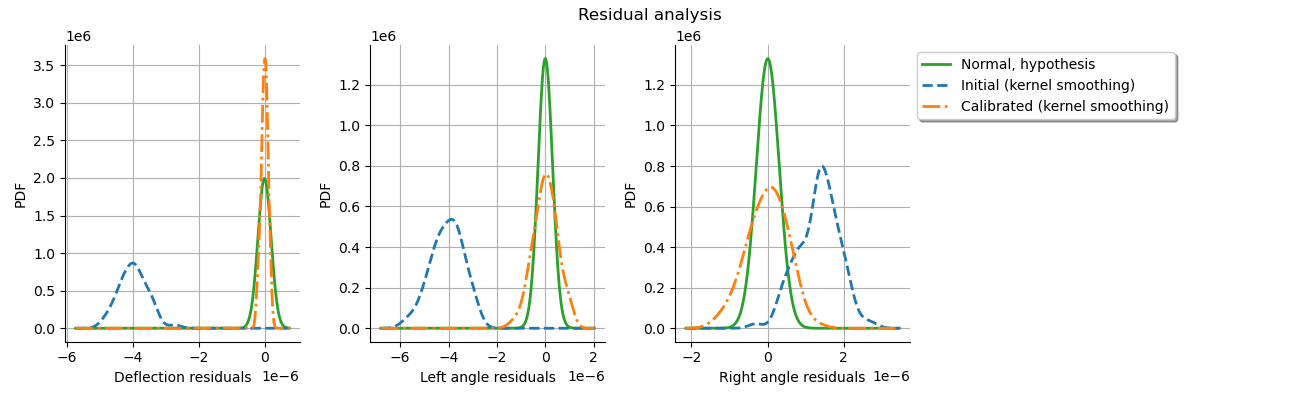 Residual analysis
1e6
3.5
3.0
2.5
2.0
1.5
1.0
0.5
0.0
PDF
−6
−4
−2
0
Deflection residuals
1e−6
1e6
1.2
1.0
0.8
0.6
0.4
0.2
0.0
PDF
−6
−4
−2
0
2
Left angle residuals
1e−6
1e6
1.2
1.0
0.8
0.6
0.4
0.2
0.0
PDF
−2
0
2
Right angle residuals
1e−6
Normal, hypothesis
Initial (kernel smoothing)
Calibrated (kernel smoothing)